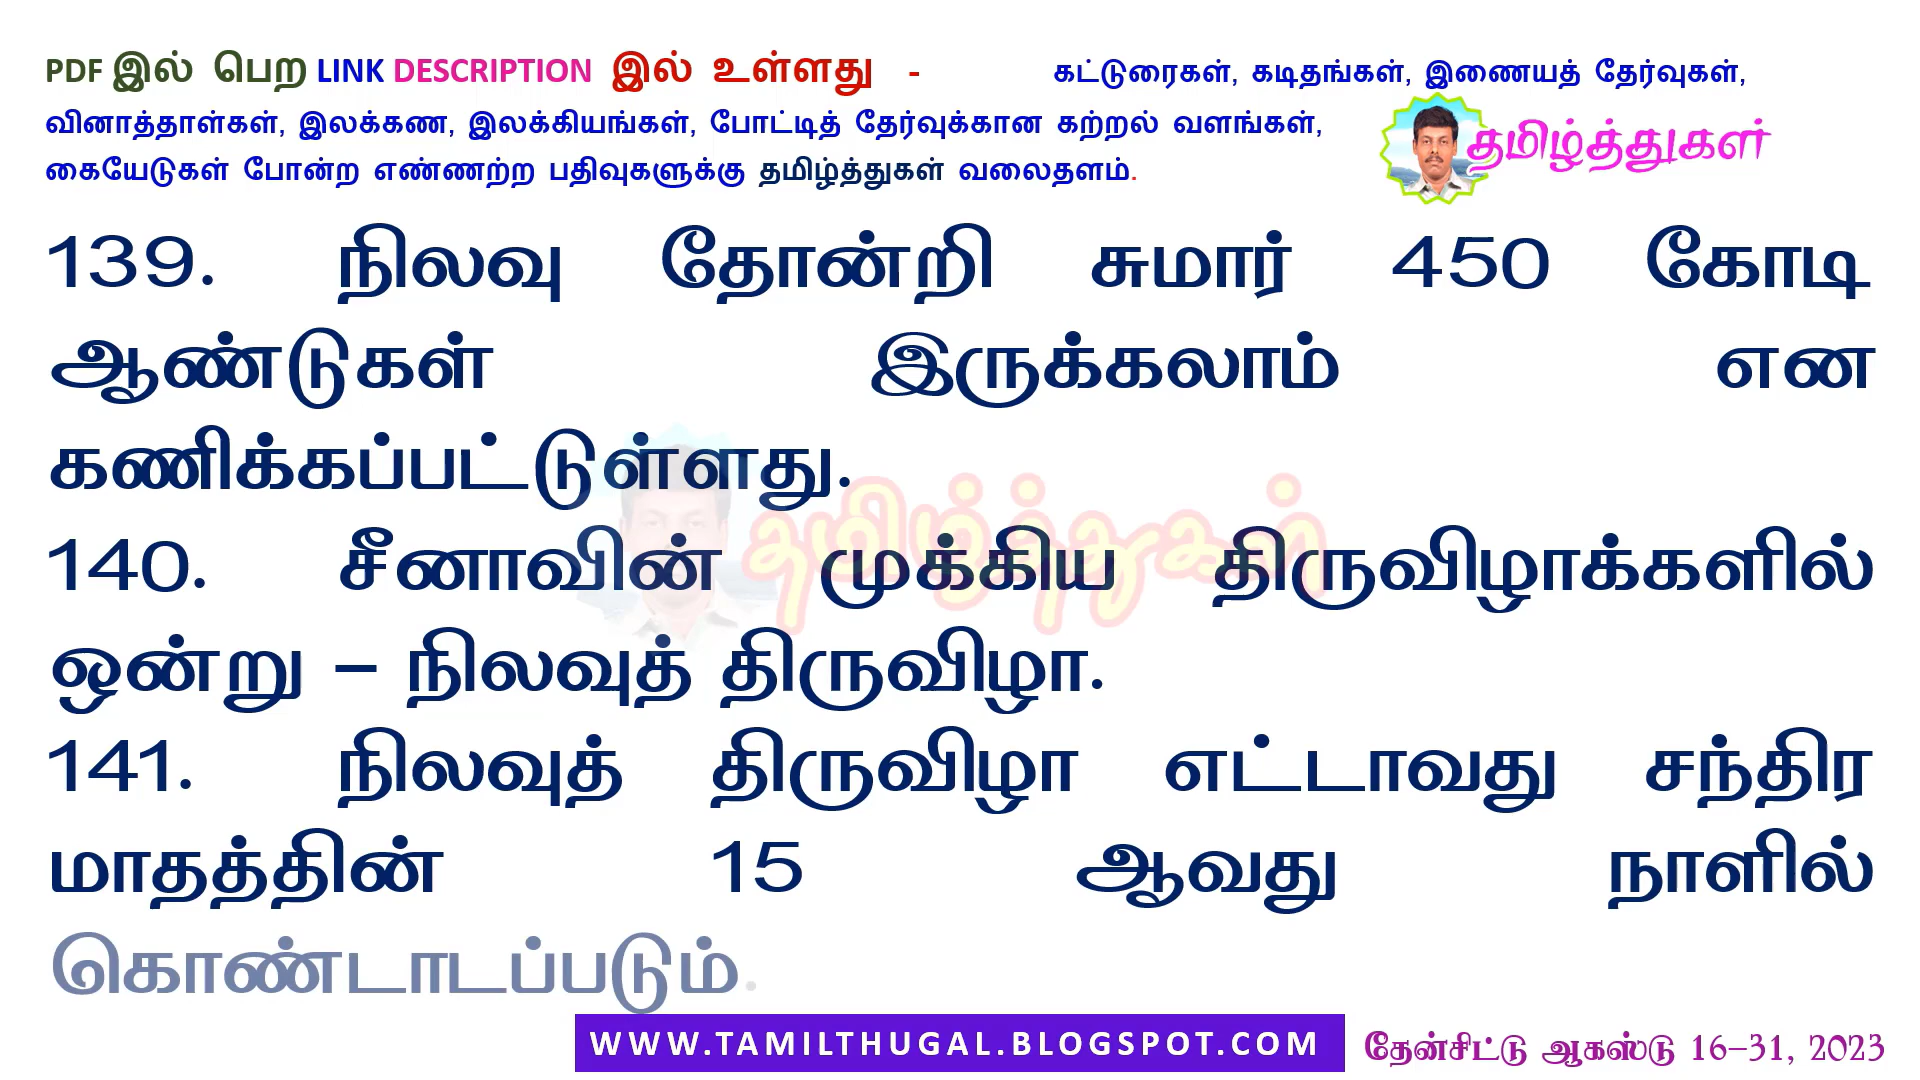 PDF இல் பெற LINK DESCRIPTION இல் உள்ளது - கட்டுரைகள், கடிதங்கள், இணையத் தேர்வுகள்,
வினாத்தாள்கள், இலக்கண, இலக்கியங்கள், போட்டித் தேர்வுக்கான கற்றல் வளங்கள்,
கையேடுகள் போன்ற எண்ணற்ற பதிவுகளுக்கு தமிழ்த்துகள் வலைதளம்.
தமிழ்த்துகள்
139. நிலவு தோன்றி சுமார் 450 கோடி
ஆண்டுகள் இருக்கலாம் என
கணிக்கப்பட்டுள்ளது.
தமிழ்த்துகள்
140. சீனாவின் முக்கிய திருவிழாக்களில்
ஒன்று – நிலவுத் திருவிழா.
141. நிலவுத் திருவிழா எட்டாவது சந்திர
மாதத்தின் 15 ஆவது நாளில்
கொண்டாடப்படும்.
WWW.TAMILTHUGAL.BLOGSPOT.COM
தேன்சிட்டு ஆகஸ்டு 16–31, 2023